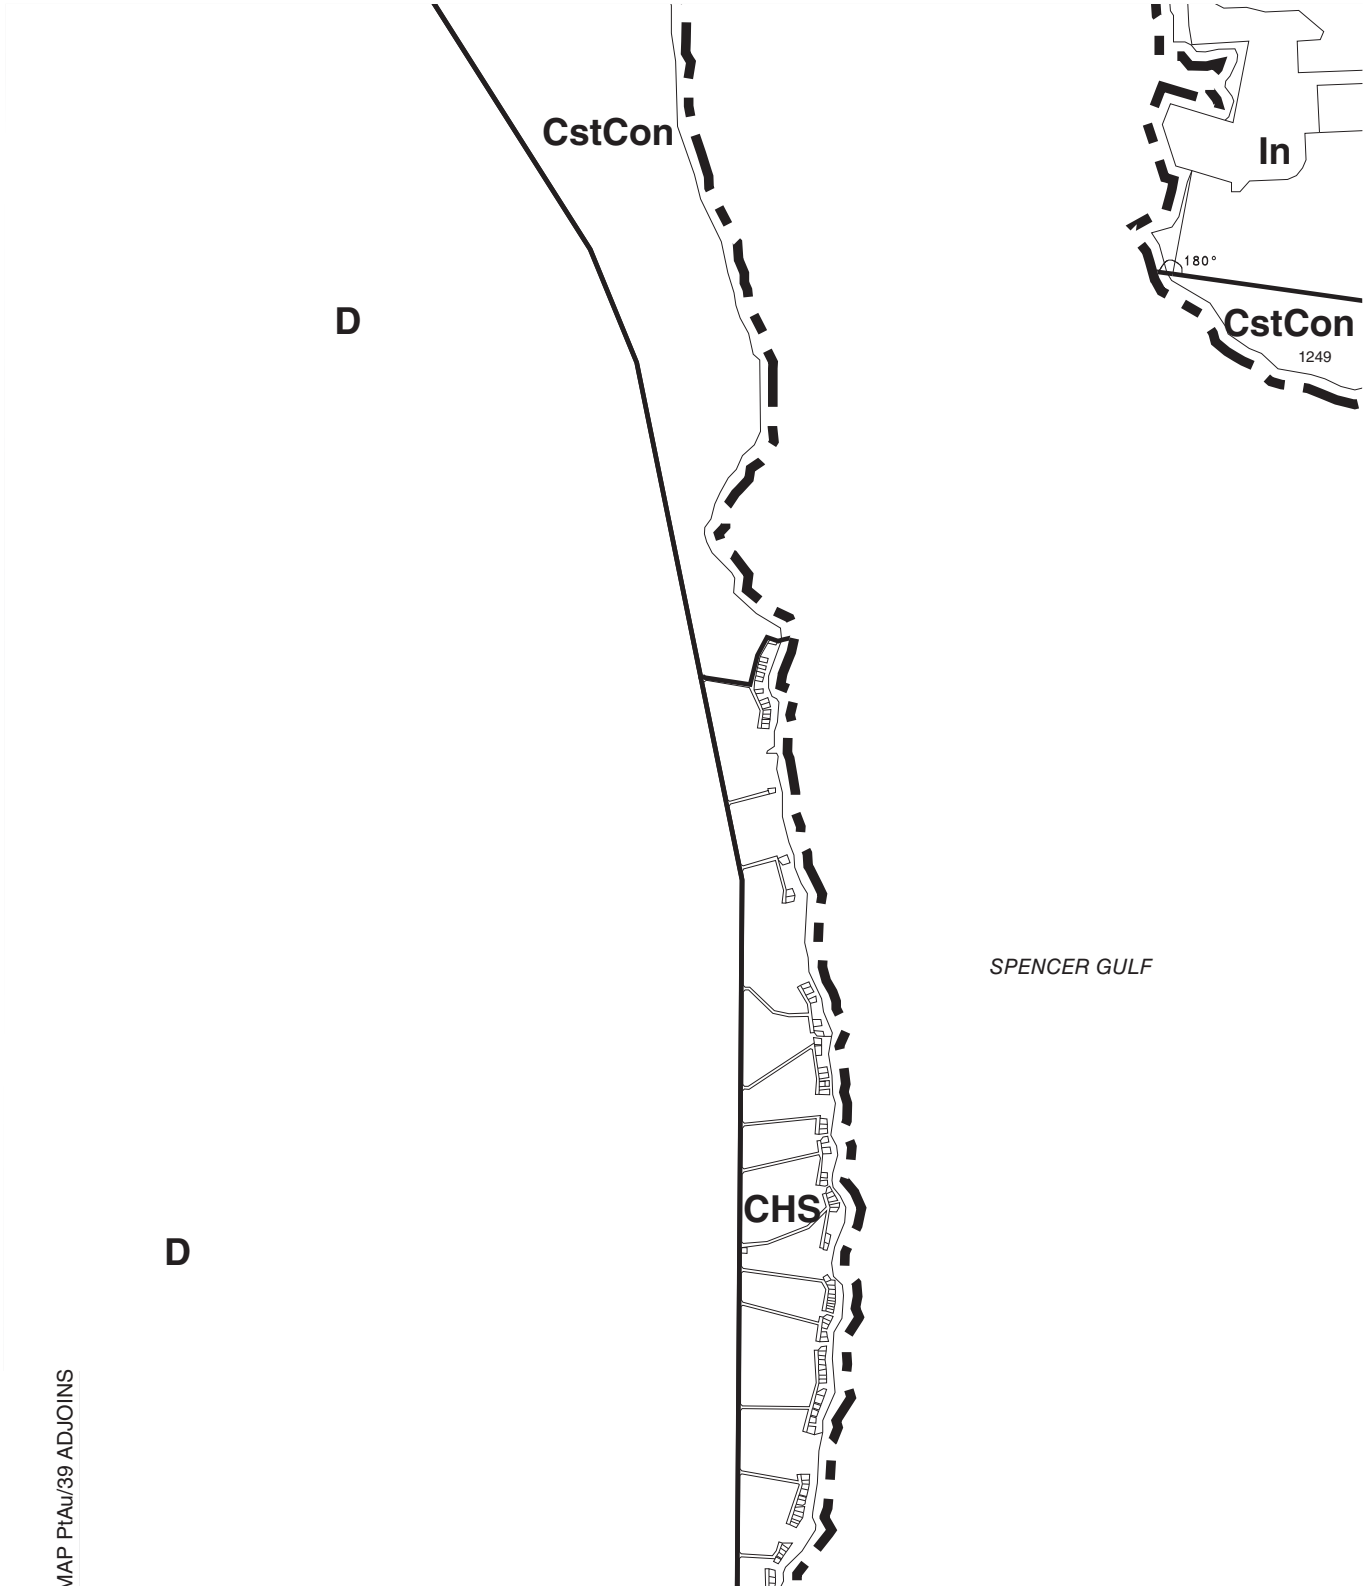 CstCon
In
180°
D
CstCon
1249
SPENCER GULF
CHS
D
MAP PtAu/39 ADJOINS